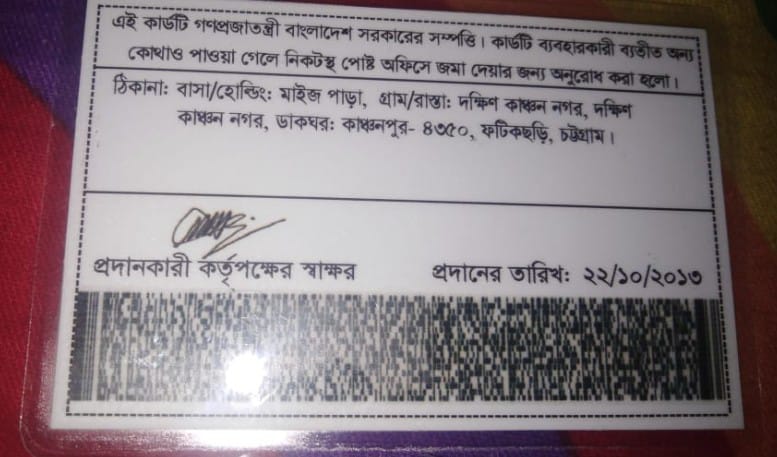 এই কার্ডটি গণপ্রজাতন্ত্রী বাংলাদেশ সরকারের সম্পত্তি। কার্ডটি ব্যবহারকারী ব্যতীত অন্য
কোথাও পাওয়া গেলে নিকটস্থ পোষ্ট অফিসে জমা দেয়ার জন্য অনুরোধ করা হলো।
ঠিকানা: বাসা/হোল্ডিং: মাইজ পাড়া, গ্রাম/রাস্তা: দক্ষিণ কাঞ্চন নগর, দক্ষিণ
কাঞ্চন নগর, ডাকঘর: কাঞ্চনপুর- ৪৩৫০, ফটিকছড়ি, চট্টগ্রাম।
প্রদানকারী কর্তৃপক্ষের স্বাক্ষর প্রদানের তারিখ: ২২/১০/২০১৩